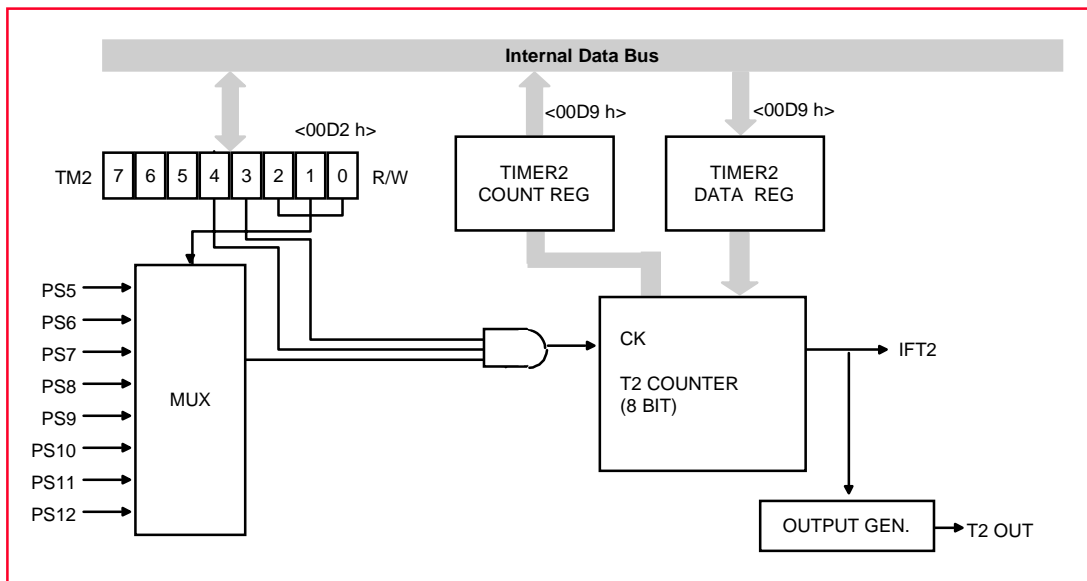 Internal Data Bus
<00D2 h>
<00D9 h>
<00D9 h>
TM2 7 6 5 4 3 2 1 0 R/W
TIMER2
COUNT REG
TIMER2
DATA REG
PS5
PS6
PS7
PS8
PS9
PS10
PS11
PS12
MUX
CK
T2 COUNTER
(8 BIT)
IFT2
OUTPUT GEN.
T2 OUT